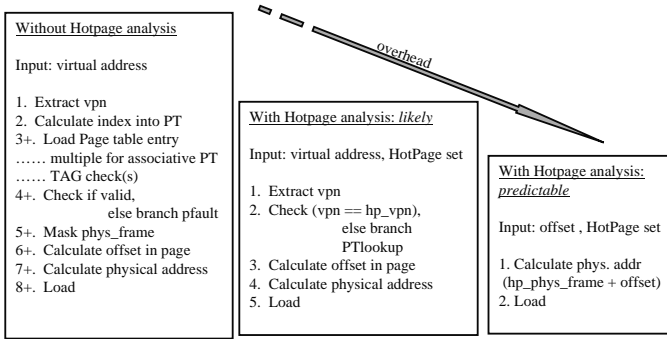 Without Hotpage analysis
Input: virtual address
1. Extract vpn
2. Calculate index into PT
3+. Load Page table entry
...... multiple for associative PT
...... TAG check(s)
4+. Check if valid,
else branch pfault
5+. Mask phys_frame
6+. Calculate offset in page
7+. Calculate physical address
8+. Load
overhead
With Hotpage analysis: likely
Input: virtual address, HotPage set
1. Extract vpn
2. Check (vpn == hp_vpn),
else branch
PTlookup
3. Calculate offset in page
4. Calculate physical address
5. Load
With Hotpage analysis:
predictable
Input: offset , HotPage set
1. Calculate phys. addr
(hp_phys_frame + offset)
2. Load